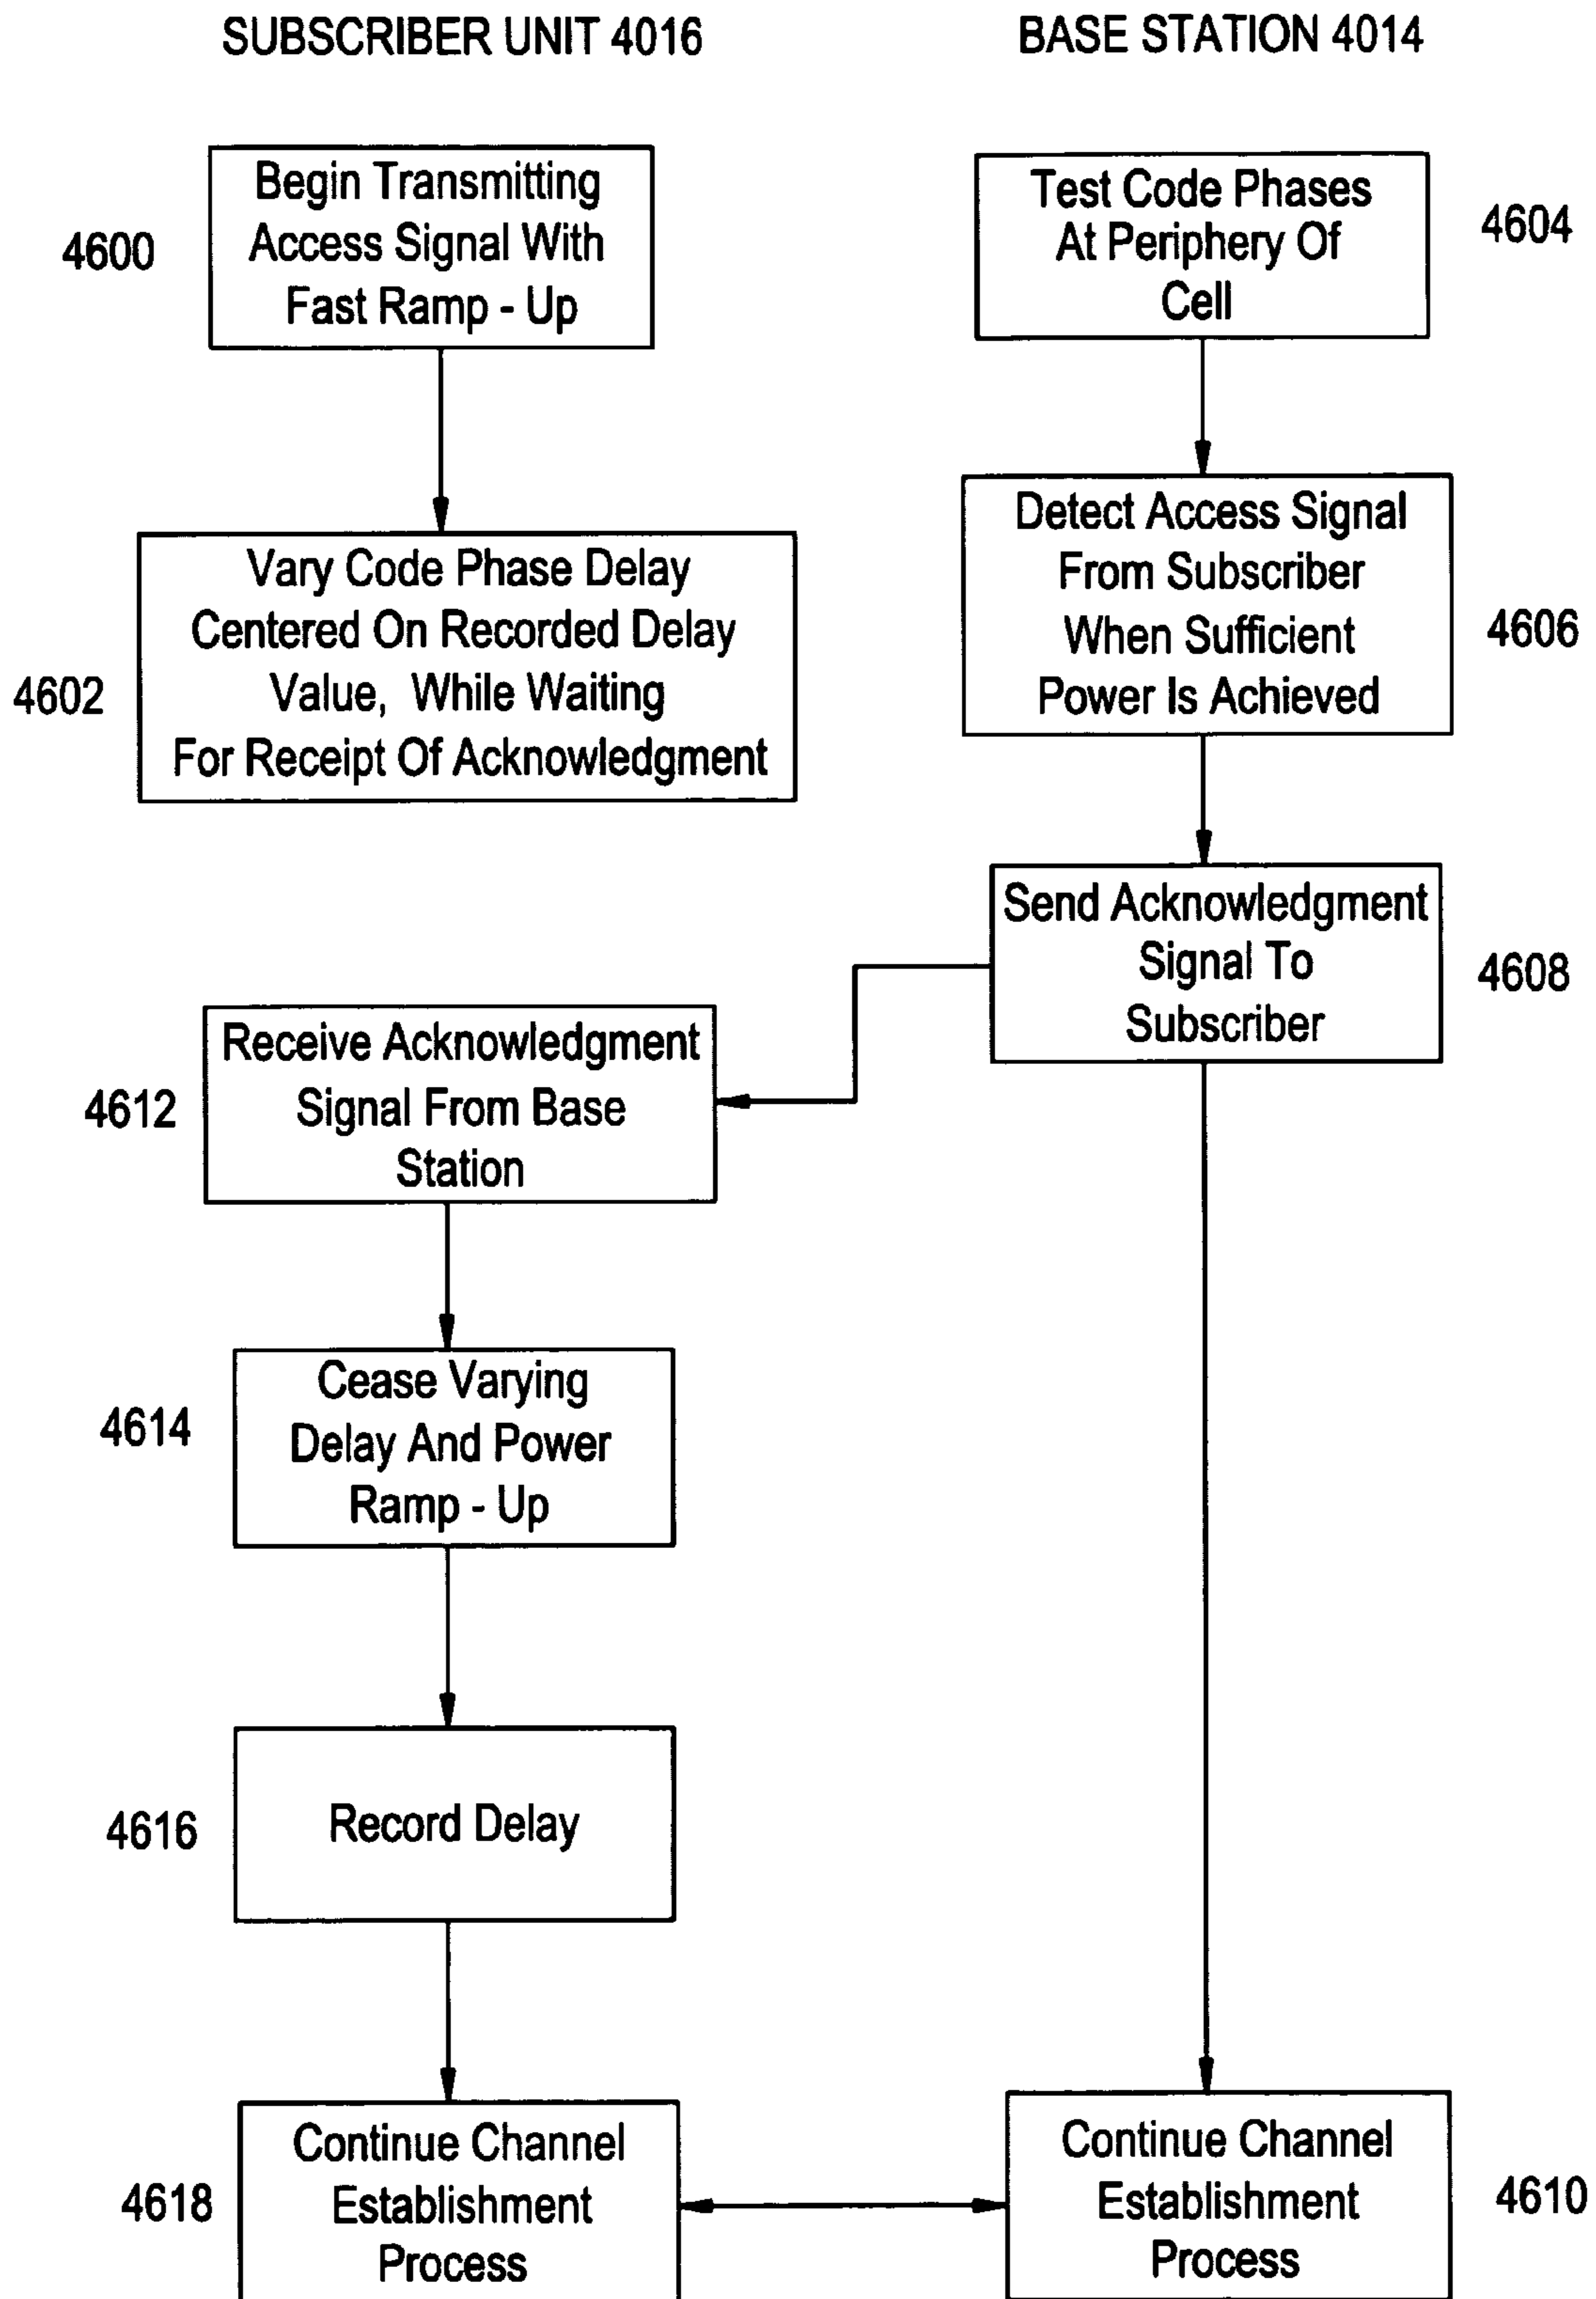 SUBSCRIBER UNIT 4016
BASE STATION 4014
Begin Transmitting
Access Signal With
Fast Ramp - Up
4600
Test Code Phases
At Periphery Of
Cell
4604
Vary Code Phase Delay
Centered On Recorded Delay
Value, While Waiting
For Receipt Of Acknowledgment
4602
Detect Access Signal
From Subscriber
When Sufficient
Power Is Achieved
4606
Send Acknowledgment
Signal To
Subscriber
4608
Receive Acknowledgment
Signal From Base
Station
4612
Cease Varying
Delay And Power
Ramp - Up
4614
Record Delay
4616
Continue Channel
Establishment
Process
4618
Continue Channel
Establishment
Process
4610